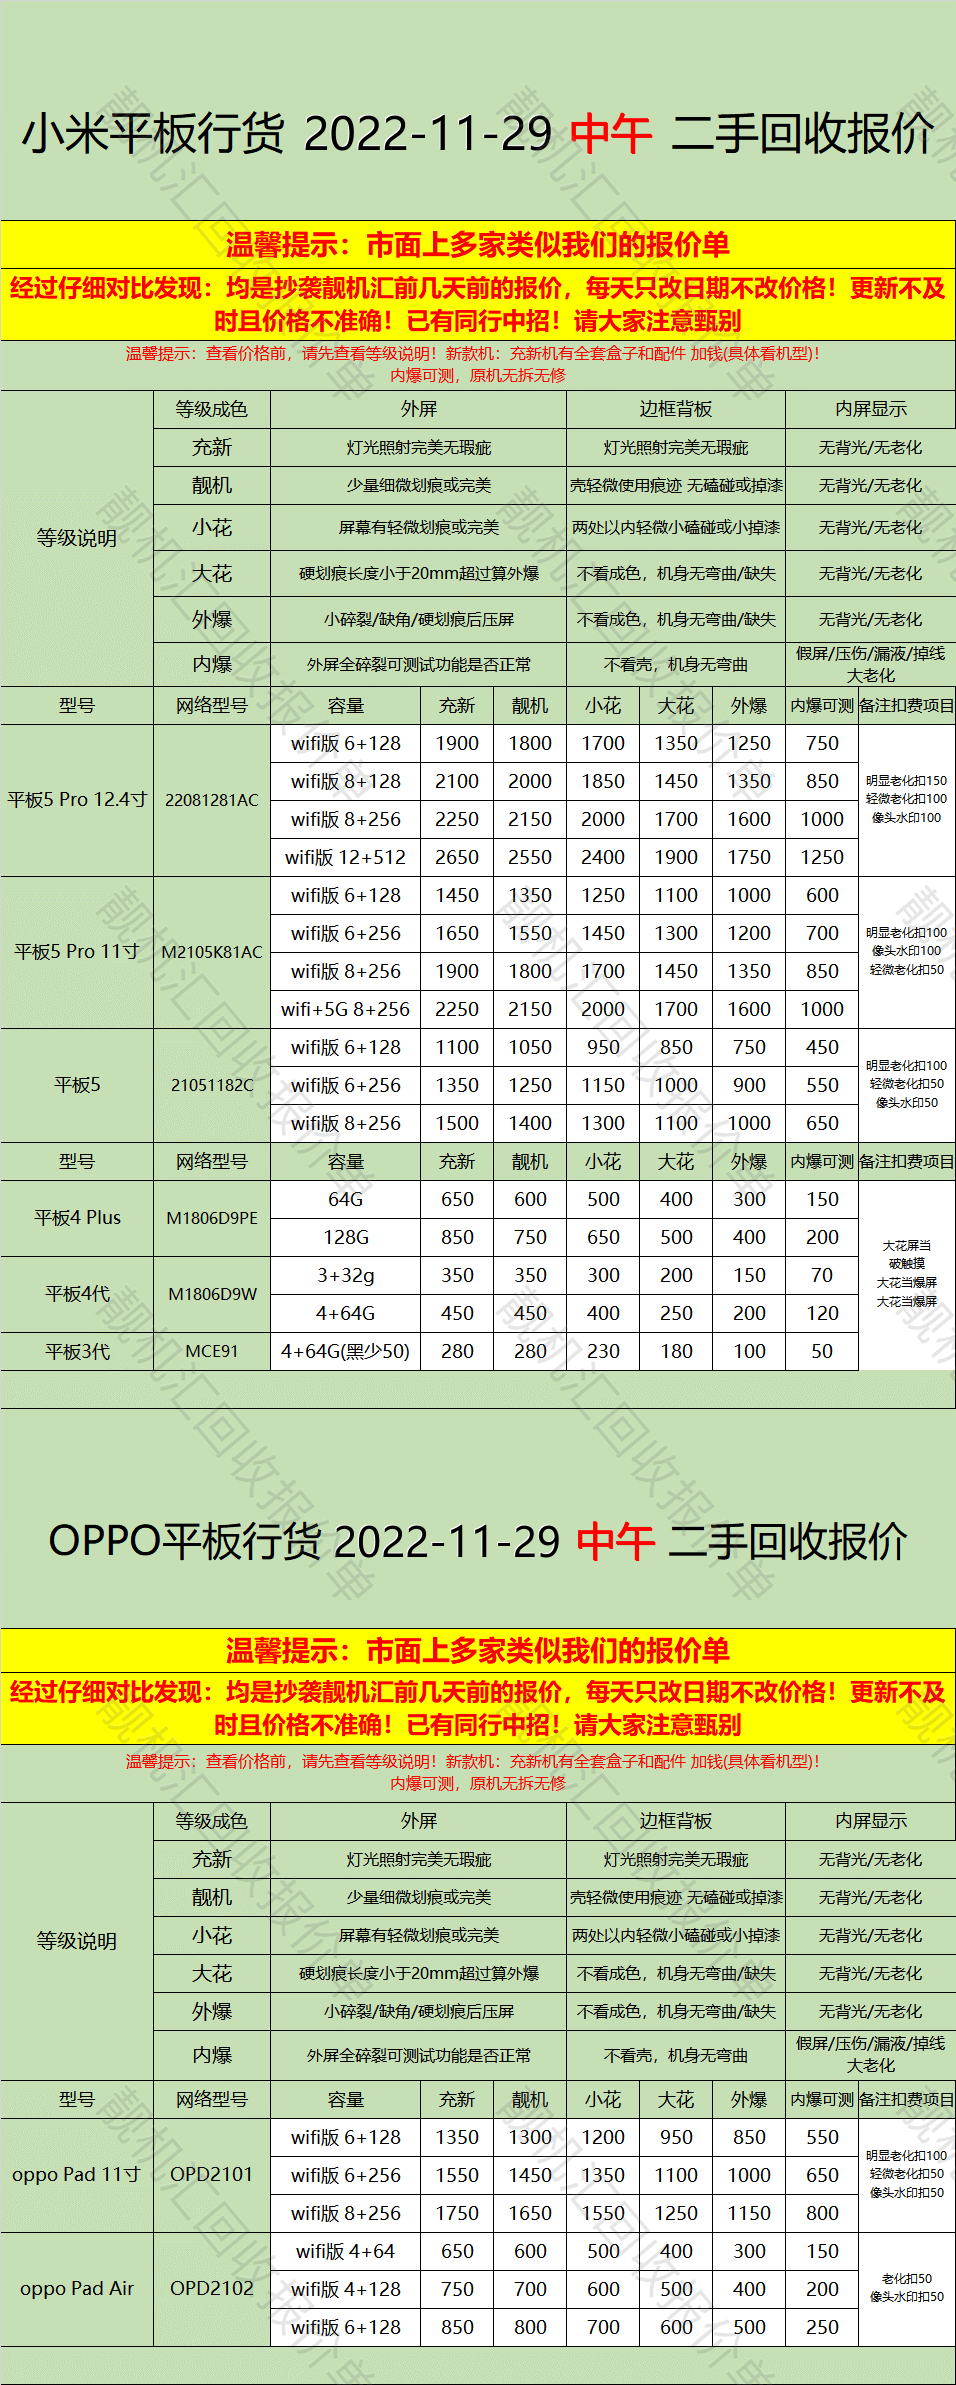 小米平板行货 2022-11-29 中午 二手回收报价
温馨提示：市面上多家类似我们的报价单
经过仔细对比发现：均是抄袭靓机汇前几天前的报价，每天只改日期不改价格！更新不及
时且价格不准确！已有同行中招！请大家注意甄别
温馨提示：查看价格前，请先查看等级说明！新款机：充新机有全套盒子和配件 加钱(具体看机型)！
内爆可测，原机无拆无修
等级说明
等级成色 外屏 边框背板 内屏显示
充新 灯光照射完美无瑕疵 灯光照射完美无瑕疵 无背光/无老化
靓机 少量细微划痕或完美 壳轻微使用痕迹 无磕碰或掉漆 无背光/无老化
小花 屏幕有轻微划痕或完美 两处以内轻微小磕碰或小掉漆 无背光/无老化
大花 硬划痕长度小于20mm超过算外爆 不看成色，机身无弯曲/缺失 无背光/无老化
外爆 小碎裂/缺角/硬划痕后压屏 不看成色，机身无弯曲/缺失 无背光/无老化
内爆 外屏全碎裂可测试功能是否正常 不看壳，机身无弯曲 假屏/压伤/漏液/掉线
大老化
型号 网络型号 容量 充新 靓机 小花 大花 外爆 内爆可测 备注扣费项目
平板5 Pro 12.4寸 22081281AC
wifi版 6+128 1900 1800 1700 1350 1250 750
wifi版 8+128 2100 2000 1850 1450 1350 850
wifi版 8+256 2250 2150 2000 1700 1600 1000
wifi版 12+512 2650 2550 2400 1900 1750 1250
明显老化扣150
轻微老化扣100
像头水印100
平板5 Pro 11寸 M2105K81AC
wifi版 6+128 1450 1350 1250 1100 1000 600
wifi版 6+256 1650 1550 1450 1300 1200 700
wifi版 8+256 1900 1800 1700 1450 1350 850
wifi+5G 8+256 2250 2150 2000 1700 1600 1000
明显老化扣100
像头水印100
轻微老化扣50
平板5 21051182C
wifi版 6+128 1100 1050 950 850 750 450
wifi版 6+256 1350 1250 1150 1000 900 550
wifi版 8+256 1500 1400 1300 1100 1000 650
明显老化扣100
轻微老化扣50
像头水印50
型号 网络型号 容量 充新 靓机 小花 大花 外爆 内爆可测 备注扣费项目
平板4 Plus M1806D9PE
64G 650 600 500 400 300 150
128G 850 750 650 500 400 200
平板4代 M1806D9W
3+32g 350 350 300 200 150 70
4+64G 450 450 400 250 200 120
平板3代 MCE91 4+64G(黑少50) 280 280 230 180 100 50
大花屏当
破触摸
大花当爆屏
大花当爆屏
OPPO平板行货 2022-11-29 中午 二手回收报价
温馨提示：市面上多家类似我们的报价单
经过仔细对比发现：均是抄袭靓机汇前几天前的报价，每天只改日期不改价格！更新不及
时且价格不准确！已有同行中招！请大家注意甄别
温馨提示：查看价格前，请先查看等级说明！新款机：充新机有全套盒子和配件 加钱(具体看机型)！
内爆可测，原机无拆无修
等级说明
等级成色 外屏 边框背板 内屏显示
充新 灯光照射完美无瑕疵 灯光照射完美无瑕疵 无背光/无老化
靓机 少量细微划痕或完美 壳轻微使用痕迹 无磕碰或掉漆 无背光/无老化
小花 屏幕有轻微划痕或完美 两处以内轻微小磕碰或小掉漆 无背光/无老化
大花 硬划痕长度小于20mm超过算外爆 不看成色，机身无弯曲/缺失 无背光/无老化
外爆 小碎裂/缺角/硬划痕后压屏 不看成色，机身无弯曲/缺失 无背光/无老化
内爆 外屏全碎裂可测试功能是否正常 不看壳，机身无弯曲 假屏/压伤/漏液/掉线
大老化
型号 网络型号 容量 充新 靓机 小花 大花 外爆 内爆可测 备注扣费项目
oppo Pad 11寸 OPD2101
wifi版 6+128 1350 1300 1200 950 850 550
wifi版 6+256 1550 1450 1350 1100 1000 650
wifi版 8+256 1750 1650 1550 1250 1150 800
明显老化扣100
轻微老化扣50
像头水印扣50
oppo Pad Air OPD2102
wifi版 4+64 650 600 500 400 300 150
wifi版 4+128 750 700 600 500 400 200
wifi版 6+128 850 800 700 600 500 250
老化扣50
像头水印扣50
靓机汇回收报价单